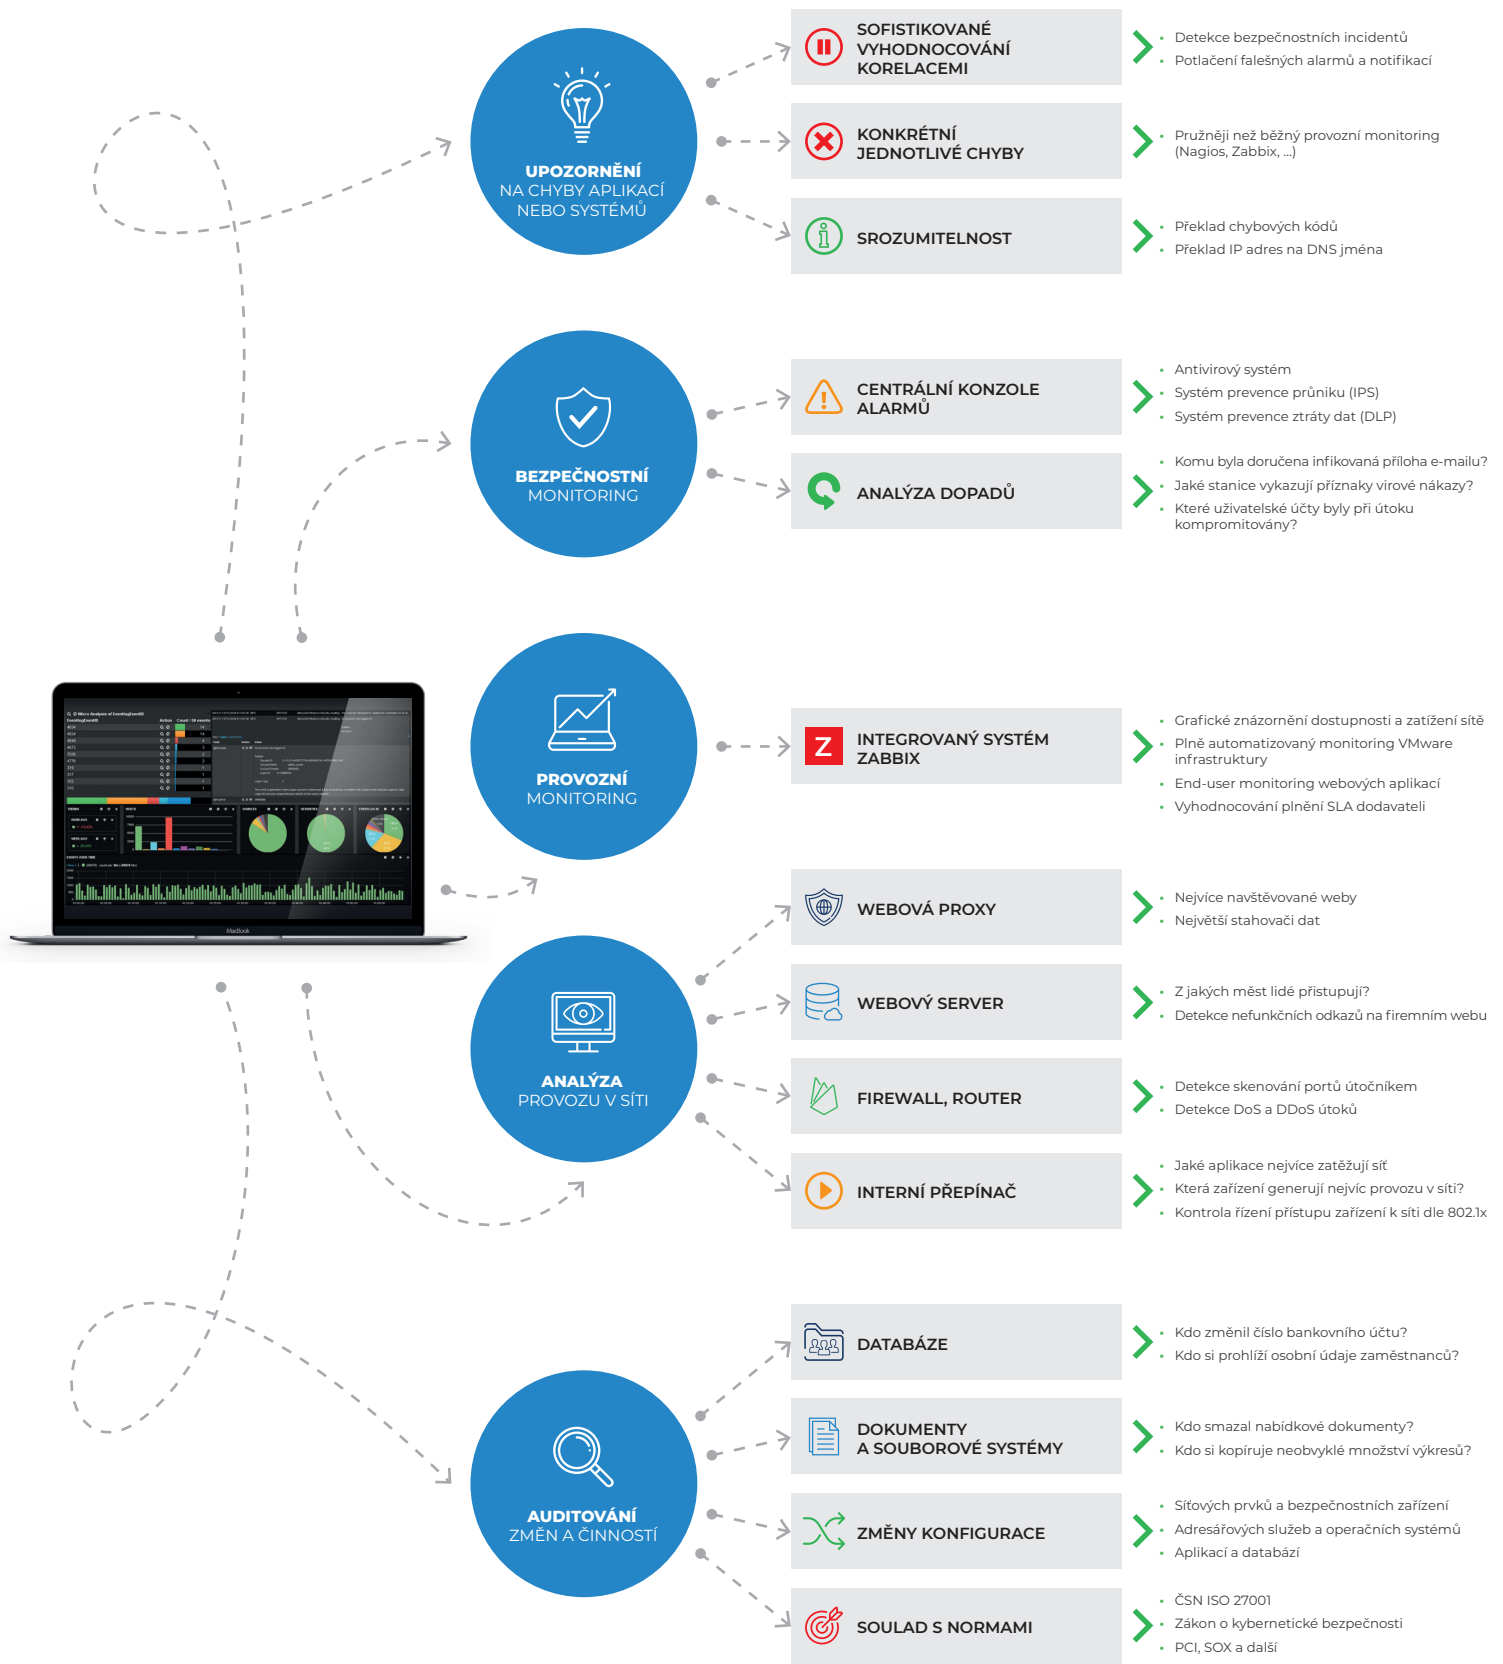 UPOZORNĚNÍ
NA CHYBY APLIKACÍ
NEBO SYSTÉMŮ
SOFISTIKOVANÉ
VYHODNOCOVÁNÍ
KORELACEMI
• Detekce bezpečnostních incidentů
• Potlačení falešných alarmů a notifikací
KONKRÉTNÍ
JEDNOTLIVÉ CHYBY
• Pružněji než běžný provozní monitoring
(Nagios, Zabbix, ...)
SROZUMITELNOST
• Překlad chybových kódů
• Překlad IP adres na DNS jména
BEZPEČNOSTNÍ
MONITORING
CENTRÁLNÍ KONZOLE
ALARMŮ
• Antivirový systém
• Systém prevence průniku (IPS)
• Systém prevence ztráty dat (DLP)
ANALÝZA DOPADŮ
• Komu byla doručena infikovaná příloha e-mailu?
• Jaké stanice vykazují příznaky virové nákazy?
• Které uživatelské účty byly při útoku
kompromitovány?
Micro Analysis of EventlogEventID
Action
Count / 50 events
MacBook
PROVOZNÍ
MONITORING
Z
INTEGROVANÝ SYSTÉM
ZABBIX
• Grafické znázornění dostupnosti a zatížení sítě
• Plně automatizovaný monitoring VMware
infrastruktury
• End-user monitoring webových aplikací
• Vyhodnocování plnění SLA dodavateli
ANALÝZA
PROVOZU V SÍTI
WEBOVÁ PROXY
• Nejvíce navštěvované weby
• Největší stahovači dat
WEBOVÝ SERVER
• Z jakých měst lidé přistupují?
• Detekce nefunkčních odkazů na firemním webu
FIREWALL, ROUTER
• Detekce skenování portů útočníkem
• Detekce DoS a DDoS útoků
INTERNÍ PŘEPÍNAČ
• Jaké aplikace nejvíce zatěžují síť
• Která zařízení generují nejvíc provozu v síti?
• Kontrola řízení přístupu zařízení k síti dle 802.1x
AUDITOVÁNÍ
ZMĚN A ČINNOSTÍ
DATABÁZE
• Kdo změnil číslo bankovního účtu?
• Kdo si prohlíží osobní údaje zaměstnanců?
DOKUMENTY
A SOUBOROVÉ SYSTÉMY
• Kdo smazal nabídkové dokumenty?
• Kdo si kopíruje neobvyklé množství výkresů?
ZMĚNY KONFIGURACE
• Síťových prvků a bezpečnostních zařízení
• Adresářových služeb a operačních systémů
• Aplikací a databází
SOULAD S NORMAMI
• ČSN ISO 27001
• Zákon o kybernetické bezpečnosti
• PCI, SOX a další